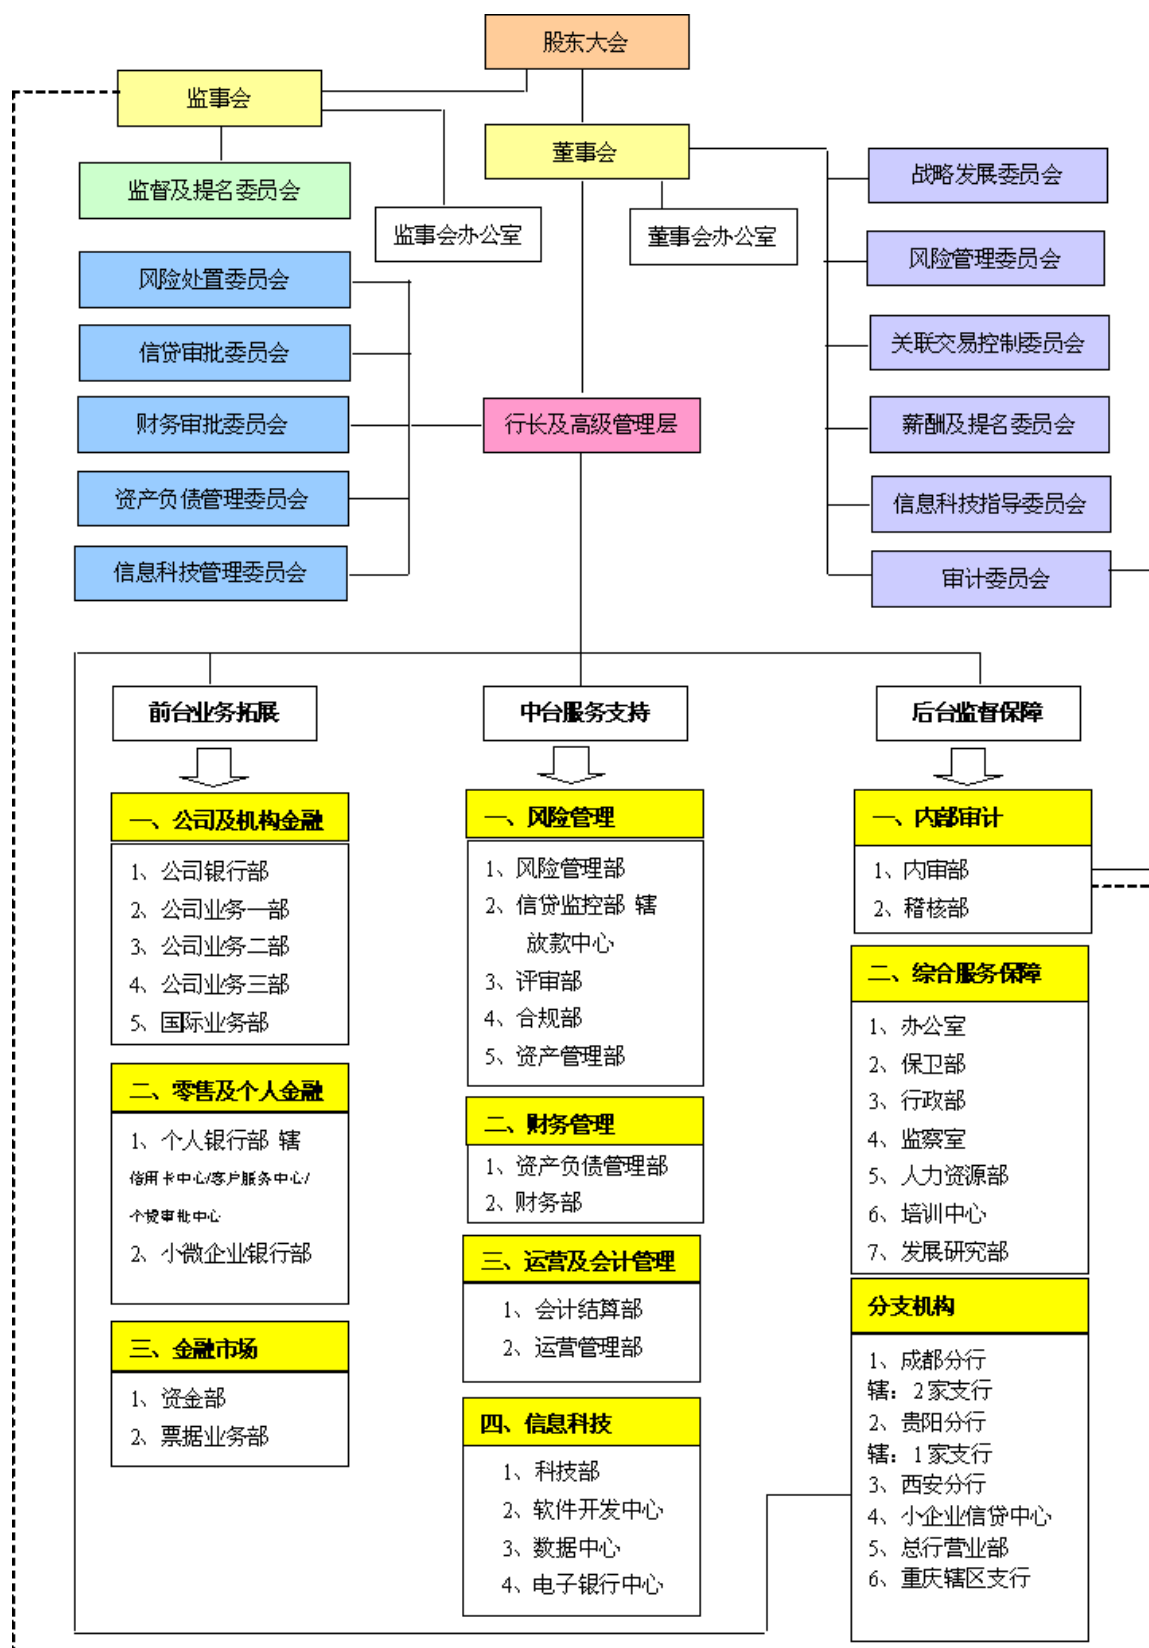 股东大会
监事会
董事会
监督及提名委员会
监事会办公室
董事会办公室
战略发展委员会
风险管理委员会
关联交易控制委员会
薪酬及提名委员会
信息科技指导委员会
审计委员会
风险处置委员会
信贷审批委员会
财务审批委员会
资产负债管理委员会
信息科技管理委员会
行长及高级管理层
前台业务拓展
一、公司及机构金融
1、公司银行部
2、公司业务一部
3、公司业务二部
4、公司业务三部
5、国际业务部
二、零售及个人金融
1、个人银行部 辖
信用卡中心/客户服务中心/
个贷审批中心
2、小微企业银行部
三、金融市场
1、资金部
2、票据业务部
中台服务支持
一、风险管理
1、风险管理部
2、信贷监控部 辖
放款中心
3、评审部
4、合规部
5、资产管理部
二、财务管理
1、资产负债管理部
2、财务部
三、运营及会计管理
1、会计结算部
2、运营管理部
四、信息科技
1、科技部
2、软件开发中心
3、数据中心
4、电子银行中心
后台监督保障
一、内部审计
1、内审部
2、稽核部
二、综合服务保障
1、办公室
2、保卫部
3、行政部
4、监察室
5、人力资源部
6、培训中心
7、发展研究部
分支机构
1、成都分行
辖：2家支行
2、贵阳分行
辖：1家支行
3、西安分行
4、小企业信贷中心
5、总行营业部
6、重庆辖区支行